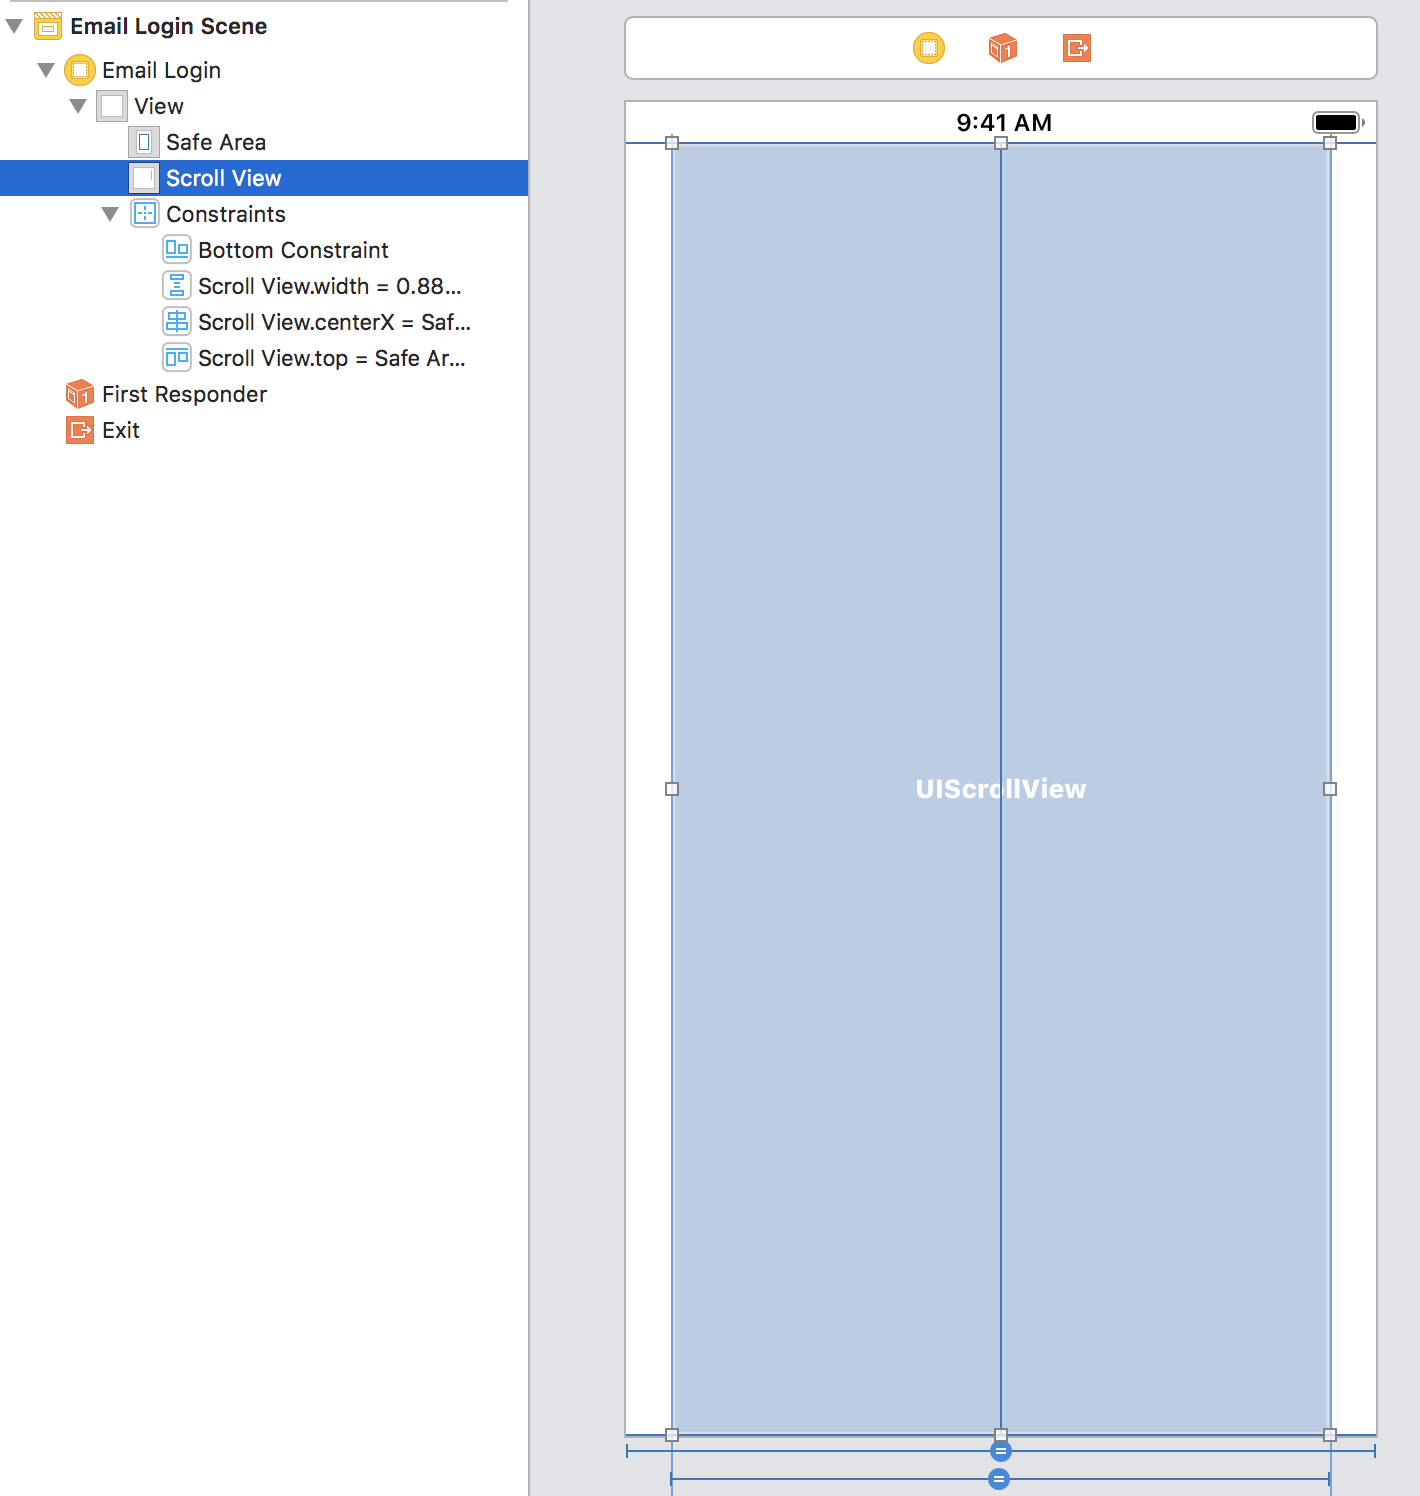 Email Login Scene
Email Login
View
Safe Area
Scroll View
Constraints
Bottom Constraint
Scroll View.width = 0.88...
Scroll View.centerX = Saf...
Scroll View.top = Safe Ar...
First Responder
Exit
9:41 AM
UIScrollView